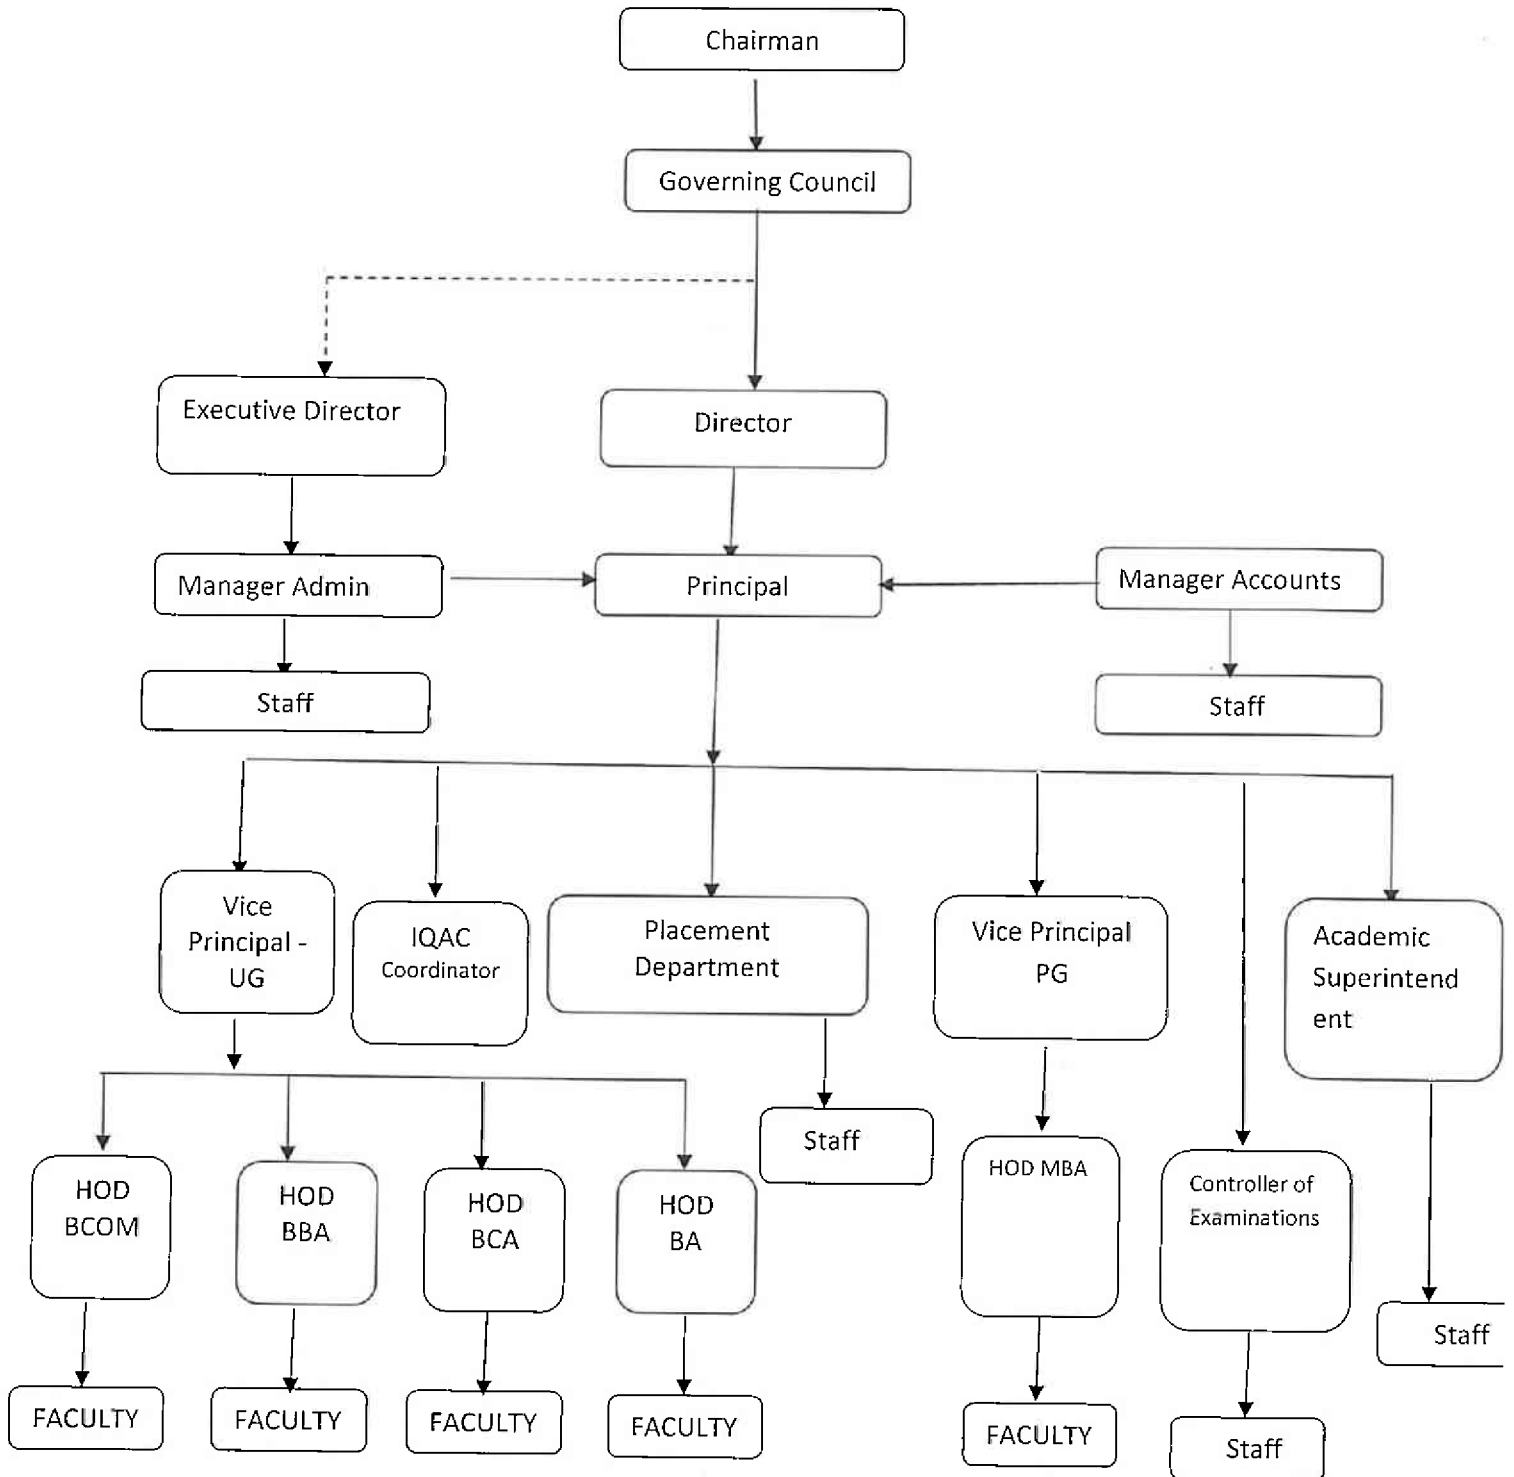 Chairman
Governing Council
Executive Director
Director
Manager Admin
Principal
Manager Accounts
Staff
Staff
Vice
Principal -
UG
IQAC
Coordinator
Placement
Department
Vice Principal
PG
Academic
Superintend
ent
Staff
HOD
BCOM
HOD
BBA
HOD
BCA
HOD
BA
HOD MBA
Controller of
Examinations
Staff
FACULTY
FACULTY
FACULTY
FACULTY
FACULTY
Staff